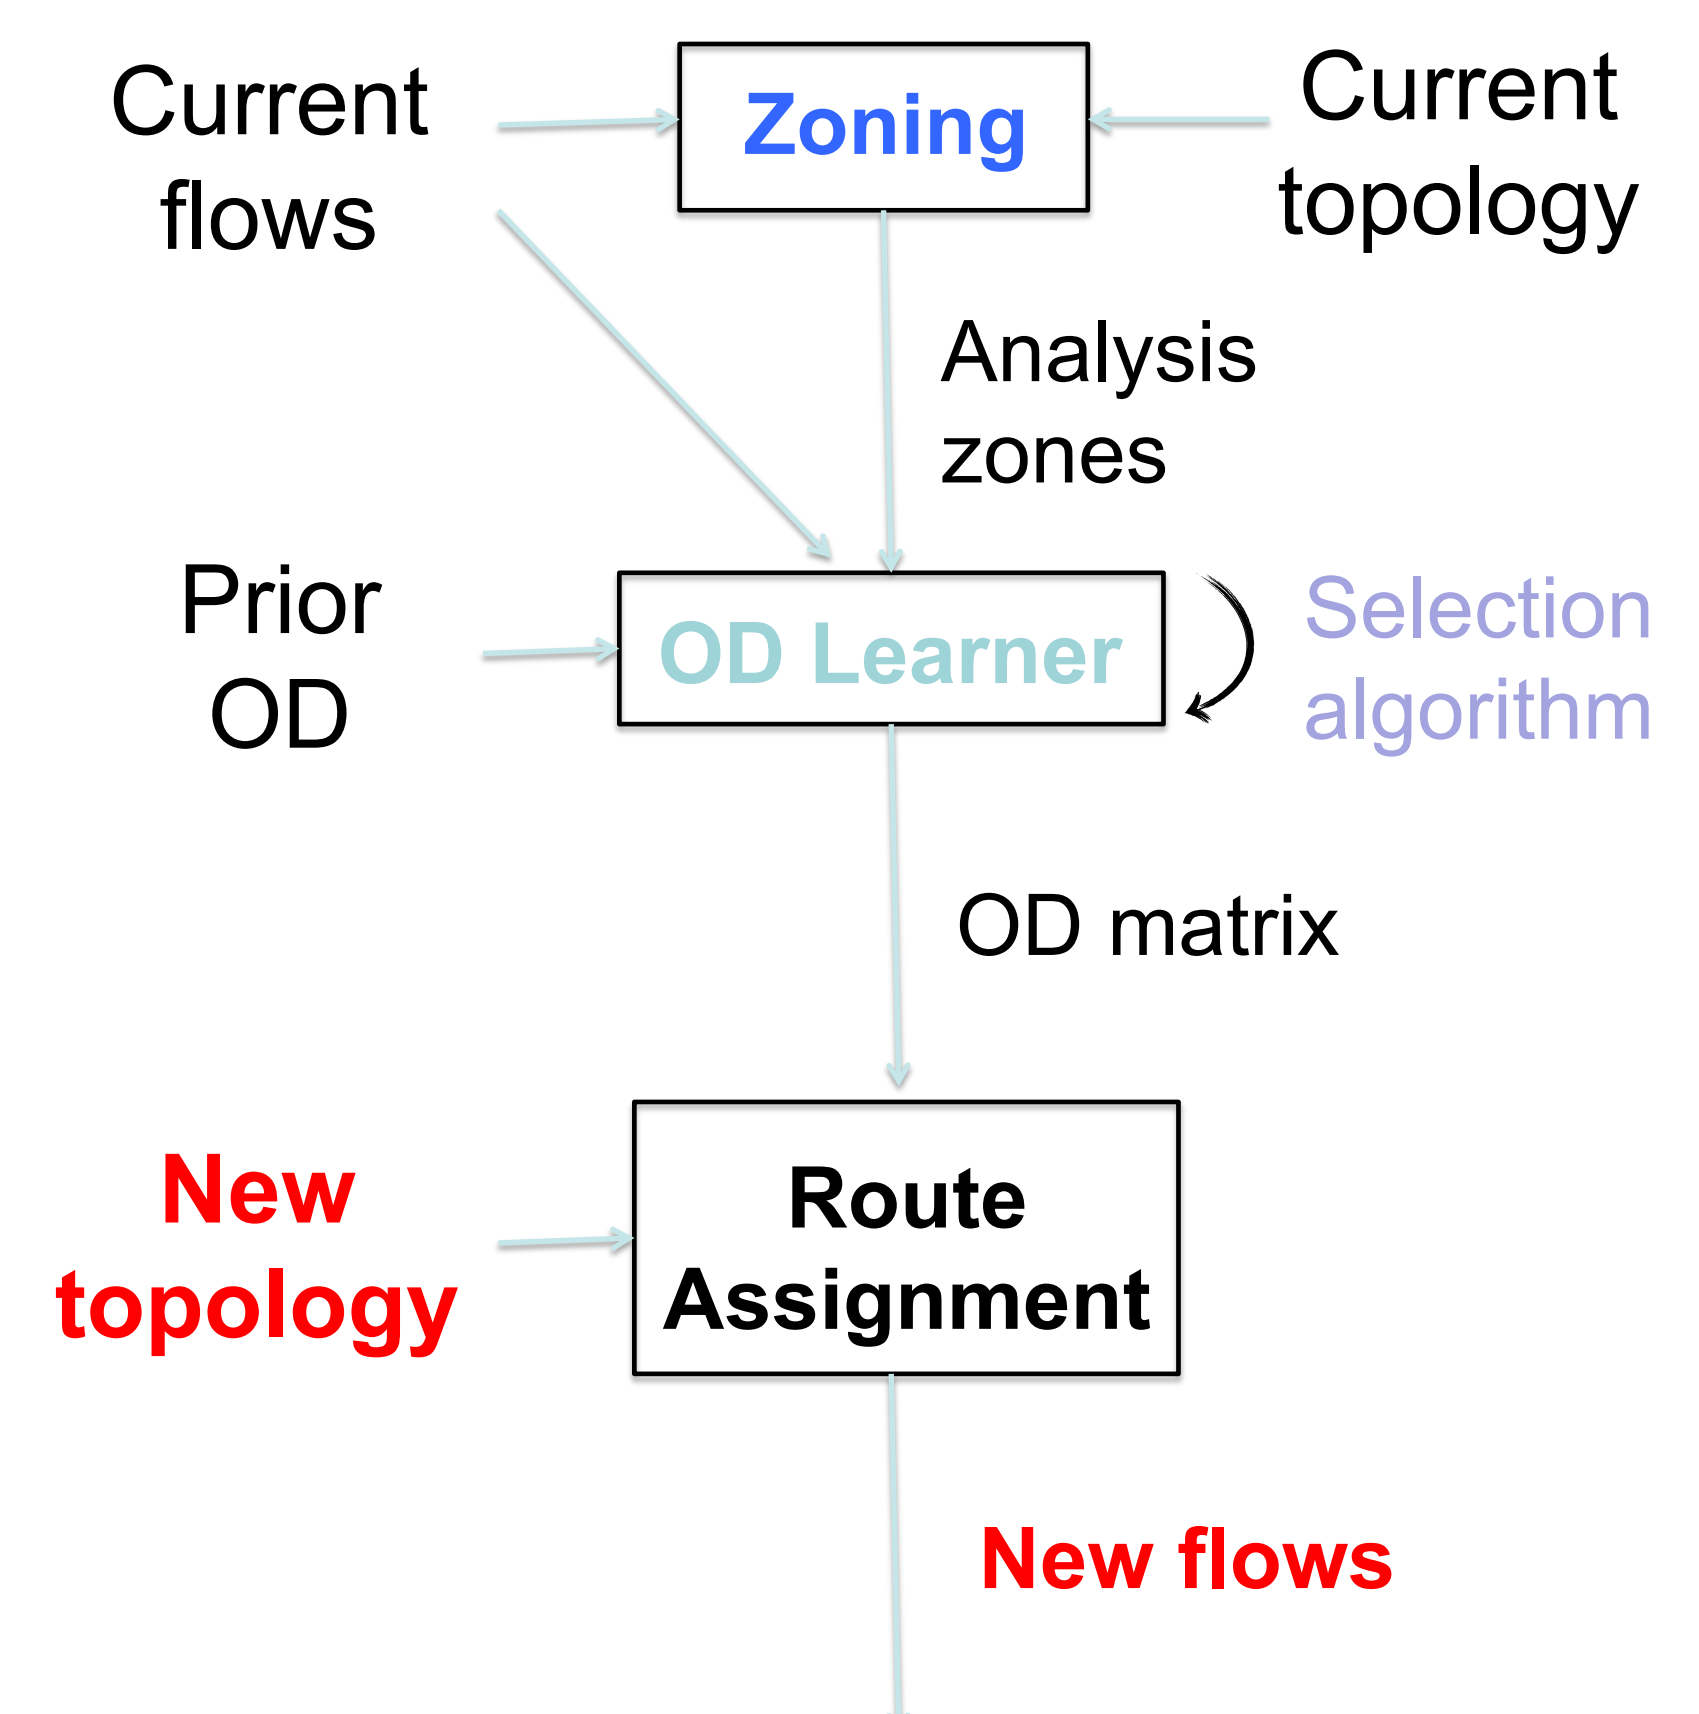 Current
flows
Zoning
Current
topology
Analysis
zones
Prior
OD
OD Learner
Selection
algorithm
OD matrix
New
topology
Route
Assignment
New flows